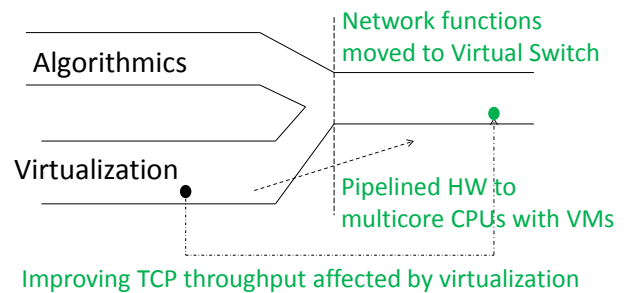 Network functions
moved to Virtual Switch
Algorithmics
Virtualization
Pipelined HW to
multicore CPUs with VMs
Improving TCP throughput affected by virtualization